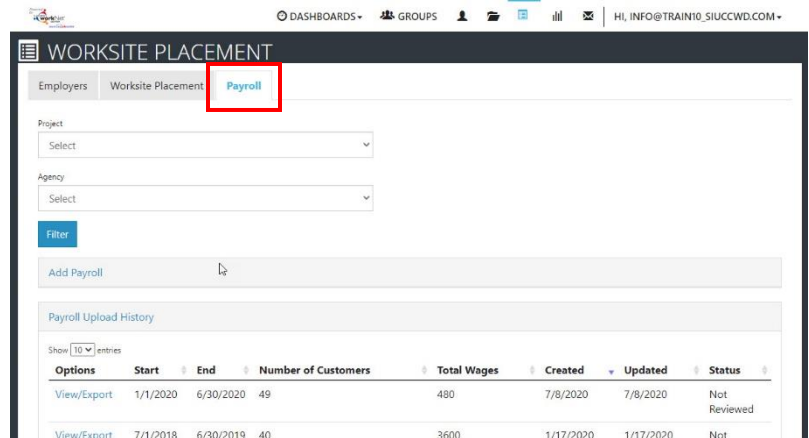 DASHBOARDS GROUPS HI, INFO@TRAIN10_SIUCCWD.COM
WORKSITE PLACEMENT
Employers Worksite Placement Payroll
Project
Select
Agency
Select
Filter
Add Payroll
Payroll Upload History
Show 10 entries
Options Start End Number of Customers Total Wages Created Updated Status
View/Export 1/1/2020 6/30/2020 49 480 7/8/2020 7/8/2020 Not
Reviewed
View/Export 7/1/2018 6/30/2019 40 3600 1/17/2020 1/17/2020 Not